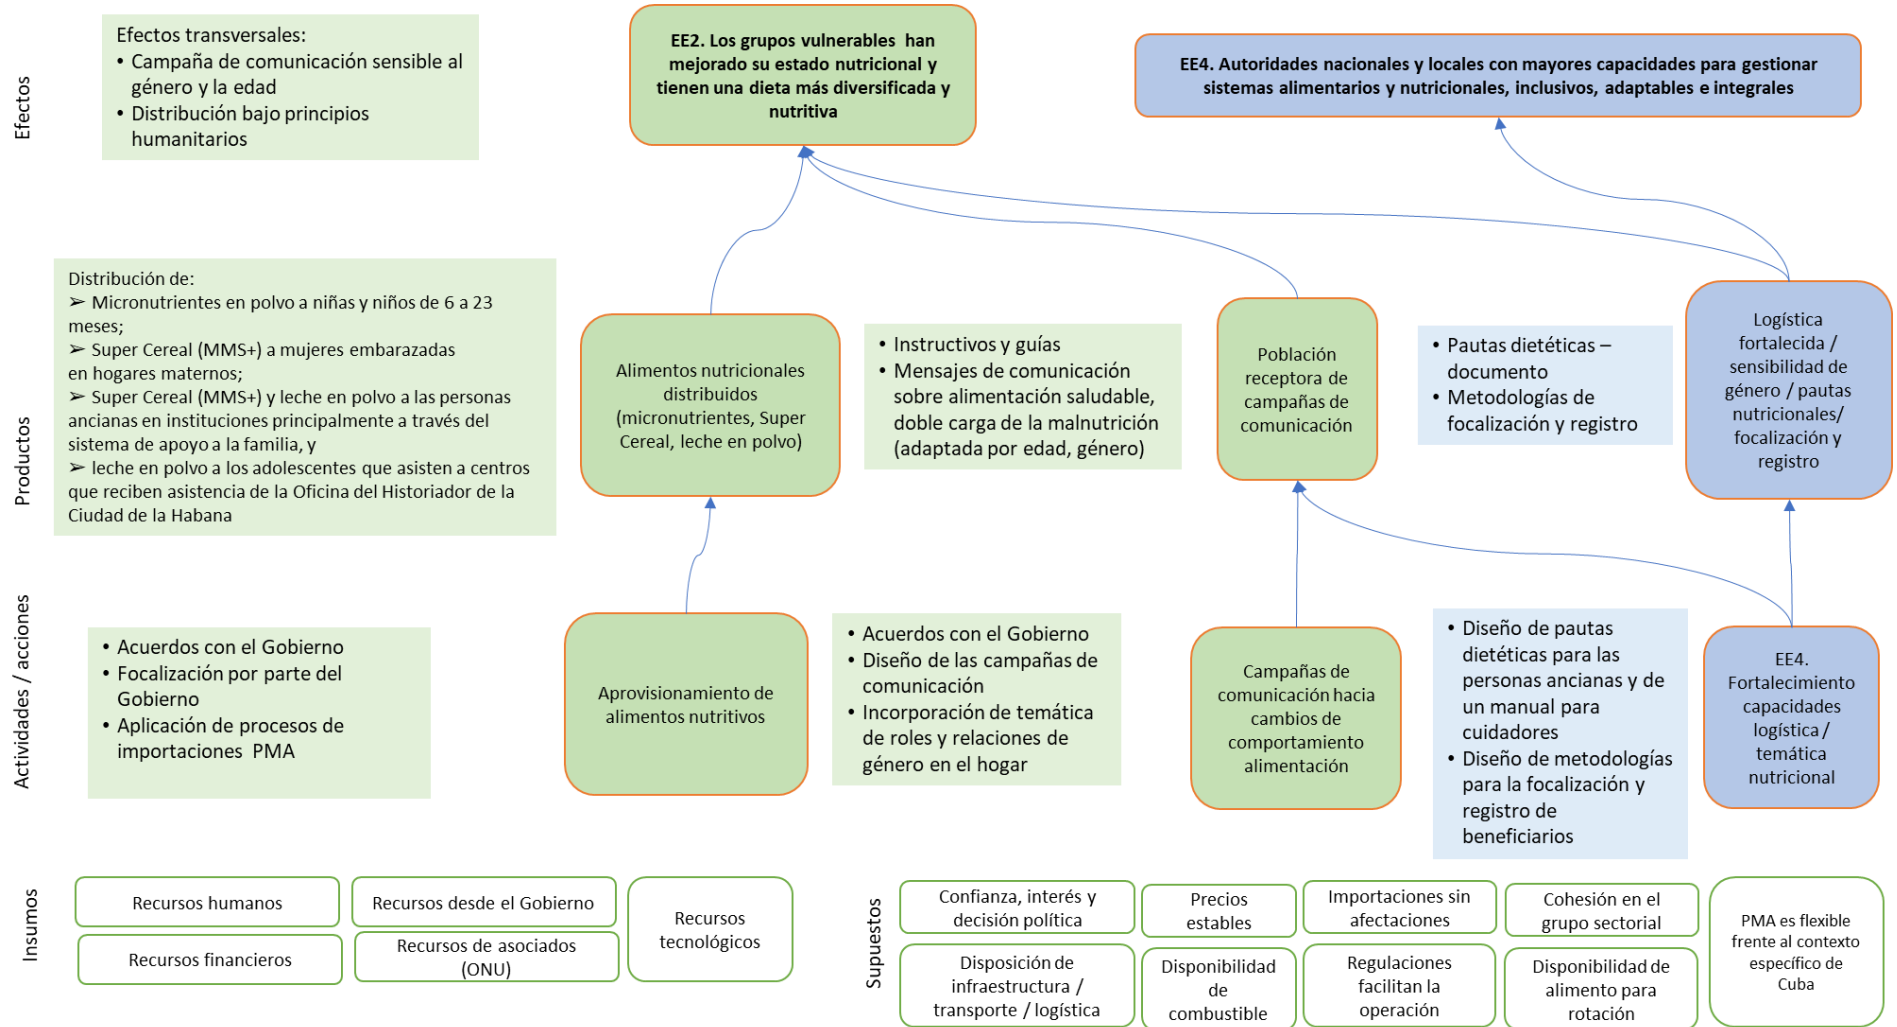 Efectos
Efectos transversales:
• Campaña de comunicación sensible al
género y la edad
• Distribución bajo principios
humanitarios
EE2. Los grupos vulnerables han
mejorado su estado nutricional y
tienen una dieta más diversificada y
nutritiva
EE4. Autoridades nacionales y locales con mayores capacidades para gestionar
sistemas alimentarios y nutricionales, inclusivos, adaptables e integrales
Productos
Distribución de:
➢ Micronutrientes en polvo a niñas y niños de 6 a 23
meses;
➢ Super Cereal (MMS+) a mujeres embarazadas
en hogares maternos;
➢ Super Cereal (MMS+) y leche en polvo a las personas
ancianas en instituciones principalmente a través del
sistema de apoyo a la familia, y
➢ leche en polvo a los adolescentes que asisten a centros
que reciben asistencia de la Oficina del Historiador de la
Ciudad de la Habana
Alimentos nutricionales
distribuidos
(micronutrientes, Super
Cereal, leche en polvo)
• Instructivos y guías
• Mensajes de comunicación
sobre alimentación saludable,
doble carga de la malnutrición
(adaptada por edad, género)
Población
receptora de
campañas de
comunicación
• Pautas dietéticas –
documento
• Metodologías de
focalización y registro
Logística
fortalecida /
sensibilidad de
género / pautas
nutricionales/
focalización y
registro
Actividades / acciones
• Acuerdos con el Gobierno
• Focalización por parte del
Gobierno
• Aplicación de procesos de
importaciones PMA
Aprovisionamiento de
alimentos nutritivos
• Acuerdos con el Gobierno
• Diseño de las campañas de
comunicación
• Incorporación de temática
de roles y relaciones de
género en el hogar
Campañas de
comunicación hacia
cambios de
comportamiento
alimentación
• Diseño de pautas
dietéticas para las
personas ancianas y de
un manual para
cuidadores
• Diseño de metodologías
para la focalización y
registro de
beneficiarios
EE4.
Fortalecimiento
capacidades
logística /
temática
nutricional
Insumos
Recursos humanos
Recursos desde el Gobierno
Recursos financieros
Recursos de asociados
(ONU)
Recursos
tecnológicos
Supuestos
Confianza, interés y
decisión política
Precios
estables
Importaciones sin
afectaciones
Cohesión en el
grupo sectorial
Disposición de
infraestructura /
transporte / logística
Disponibilidad
de
combustible
Regulaciones
facilitan la
operación
Disponibilidad de
alimento para
rotación
PMA es flexible
frente al contexto
específico de
Cuba